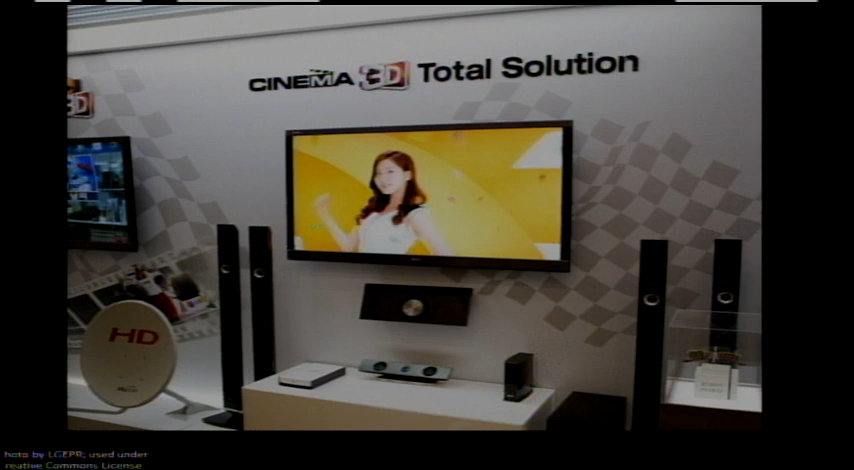 CINEMA 3D Total Solution
3D
HD
hoto by LGEPR; used under
reative Commons License